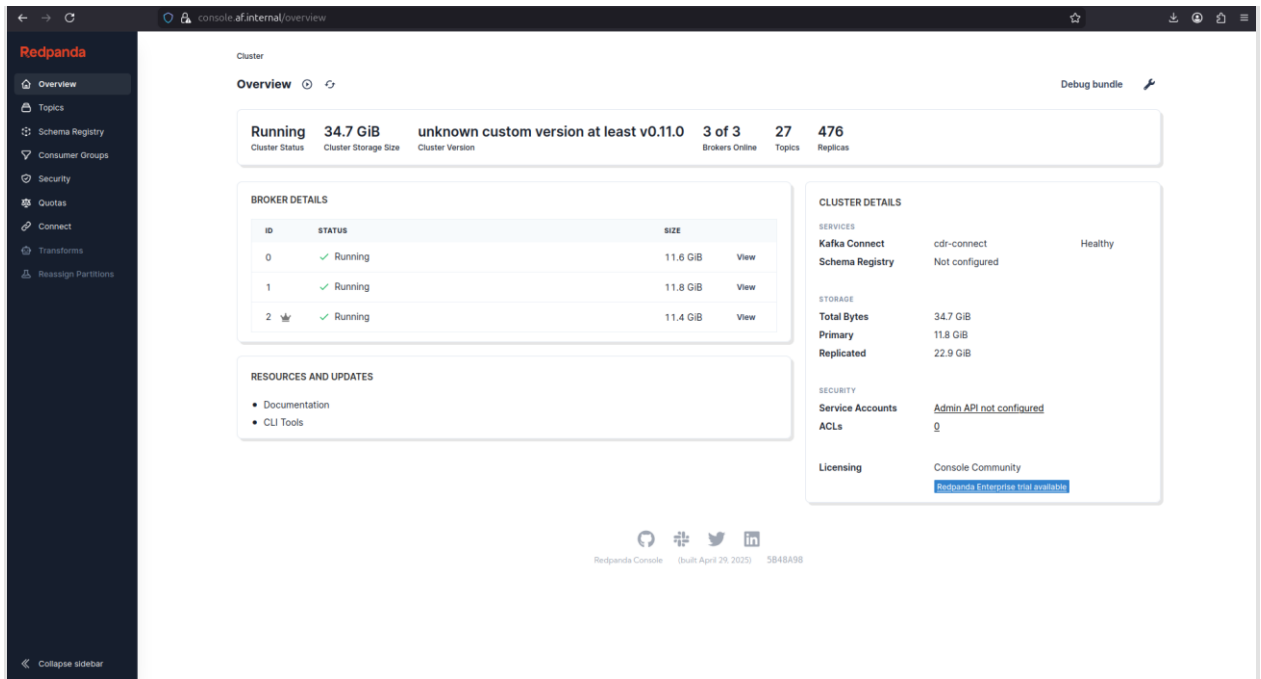 console.af.internal/overview
Redpanda
Overview
Topics
Schema Registry
Consumer Groups
Security
Quotas
Connect
Transforms
Reassign Partitions
Collapse sidebar
Cluster
Overview
Debug bundle
Running 34.7 GiB unknown custom version at least v0.11.0 3 of 3 27 476
Cluster Status Cluster Storage Size Cluster Version Brokers Online Topics Replicas
BROKER DETAILS
ID STATUS SIZE
0 Running 11.6 GiB View
1 Running 11.8 GiB View
2 Running 11.4 GiB View
RESOURCES AND UPDATES
Documentation
CLI Tools
CLUSTER DETAILS
SERVICES
Kafka Connect cdr-connect Healthy
Schema Registry Not configured
STORAGE
Total Bytes 34.7 GiB
Primary 11.8 GiB
Replicated 22.9 GiB
SECURITY
Service Accounts Admin API not configured
ACLs 0
Licensing Console Community
Redpanda Enterprise trial available
in
Redpanda Console (built April 29, 2025) 5B48A98